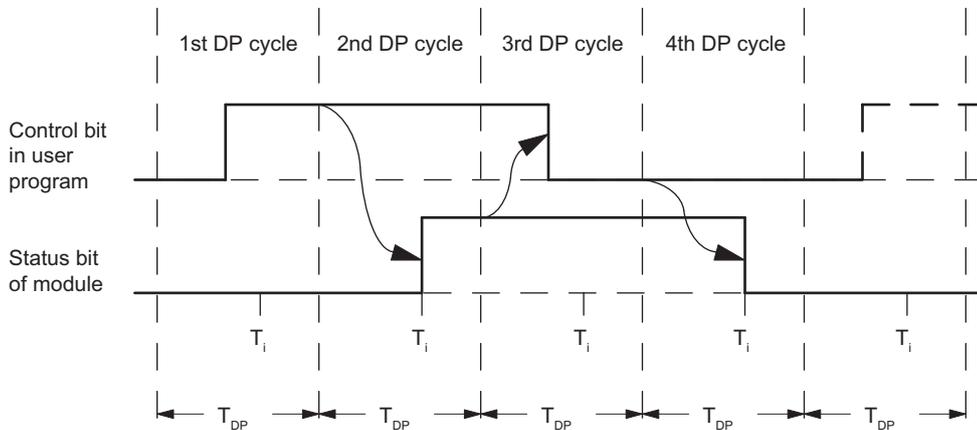 1st DP cycle
2nd DP cycle
3rd DP cycle
4th DP cycle
Control bit
in user
program
Status bit
of module
Ti
Ti
Ti
Ti
Ti
TDP
TDP
TDP
TDP
TDP